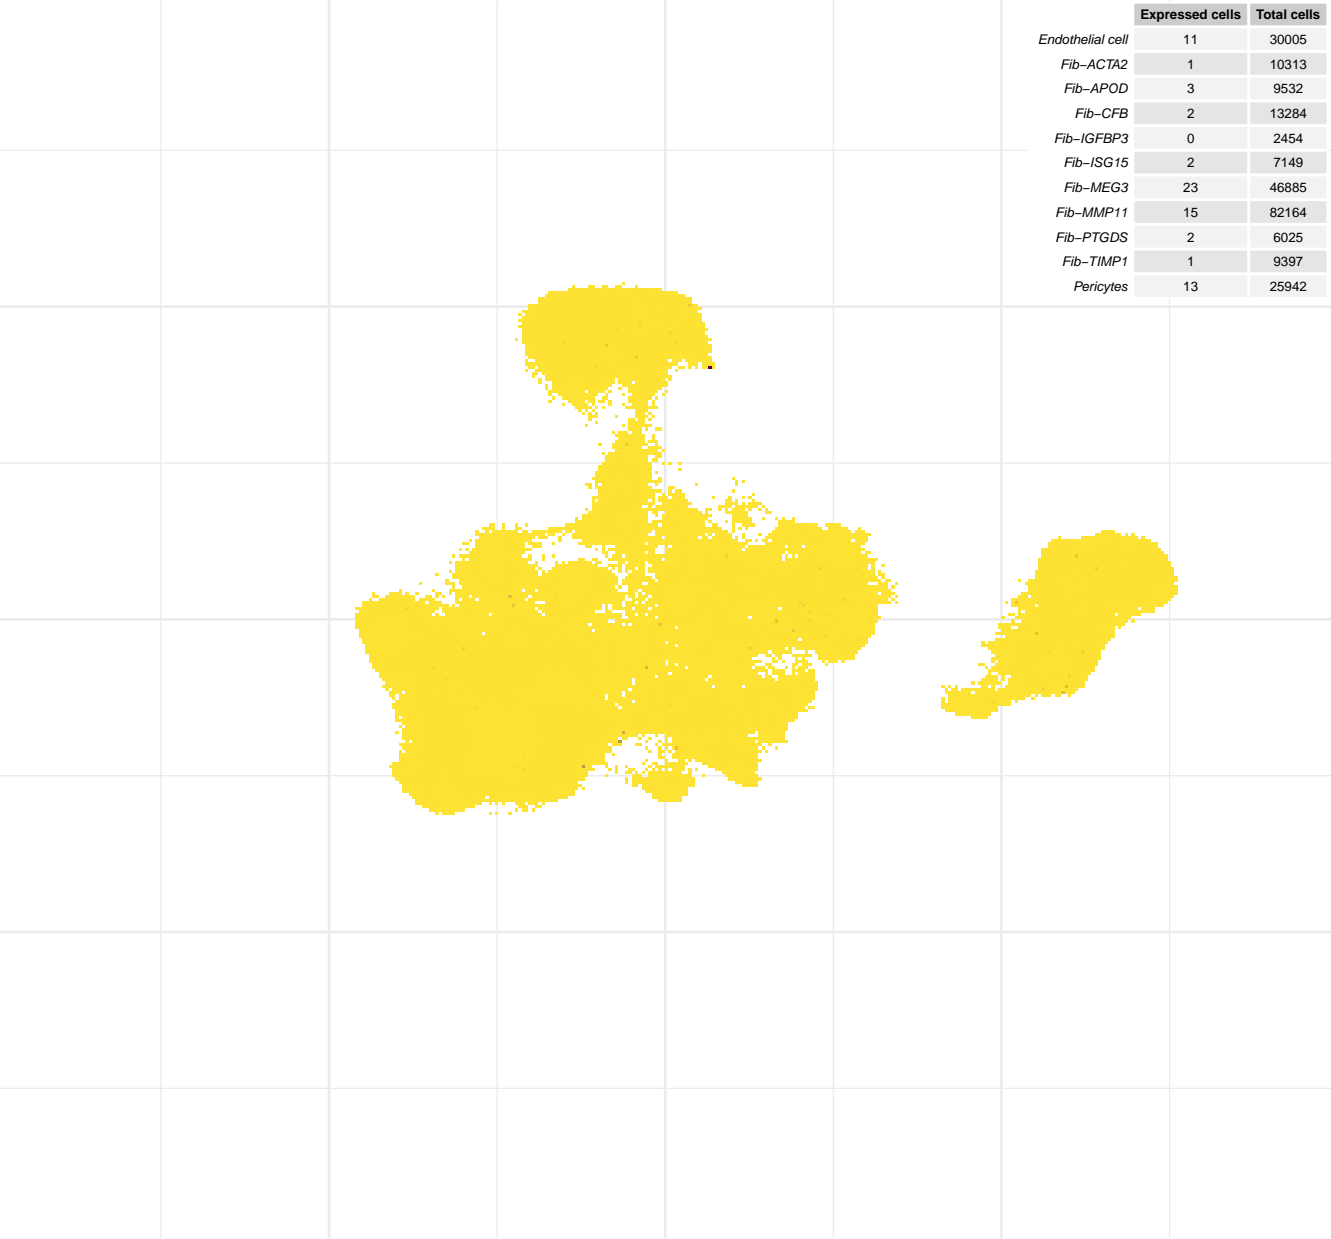 Expressed cells Total cells
Endothelial cell 11 30005
Fib−ACTA2 1 10313
Fib−APOD 3 9532
Fib−CFB 2 13284
Fib−IGFBP3 0 2454
Fib−ISG15 2 7149
Fib−MEG3 23 46885
Fib−MMP11 15 82164
Fib−PTGDS 2 6025
Fib−TIMP1 1 9397
Pericytes 13 25942